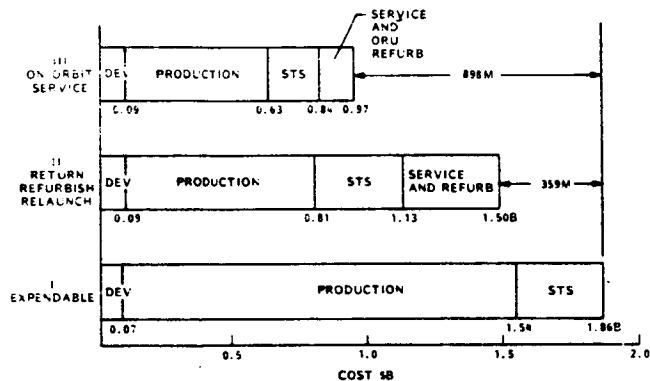 SERVICE
AND
ORU
REFURB
III
ON ORBIT
SERVICE
DEV
PRODUCTION
STS
898M
0.09
0.63
0.84
0.97
II
RETURN
REFURBISH
RELAUNCH
DEV
PRODUCTION
STS
SERVICE
AND REFURB
359M
0.09
0.81
1.13
1.50B
I
EXPENDABLE
DEV
PRODUCTION
STS
0.07
1.54
1.86B
0.5
1.0
1.5
2.0
COST $B